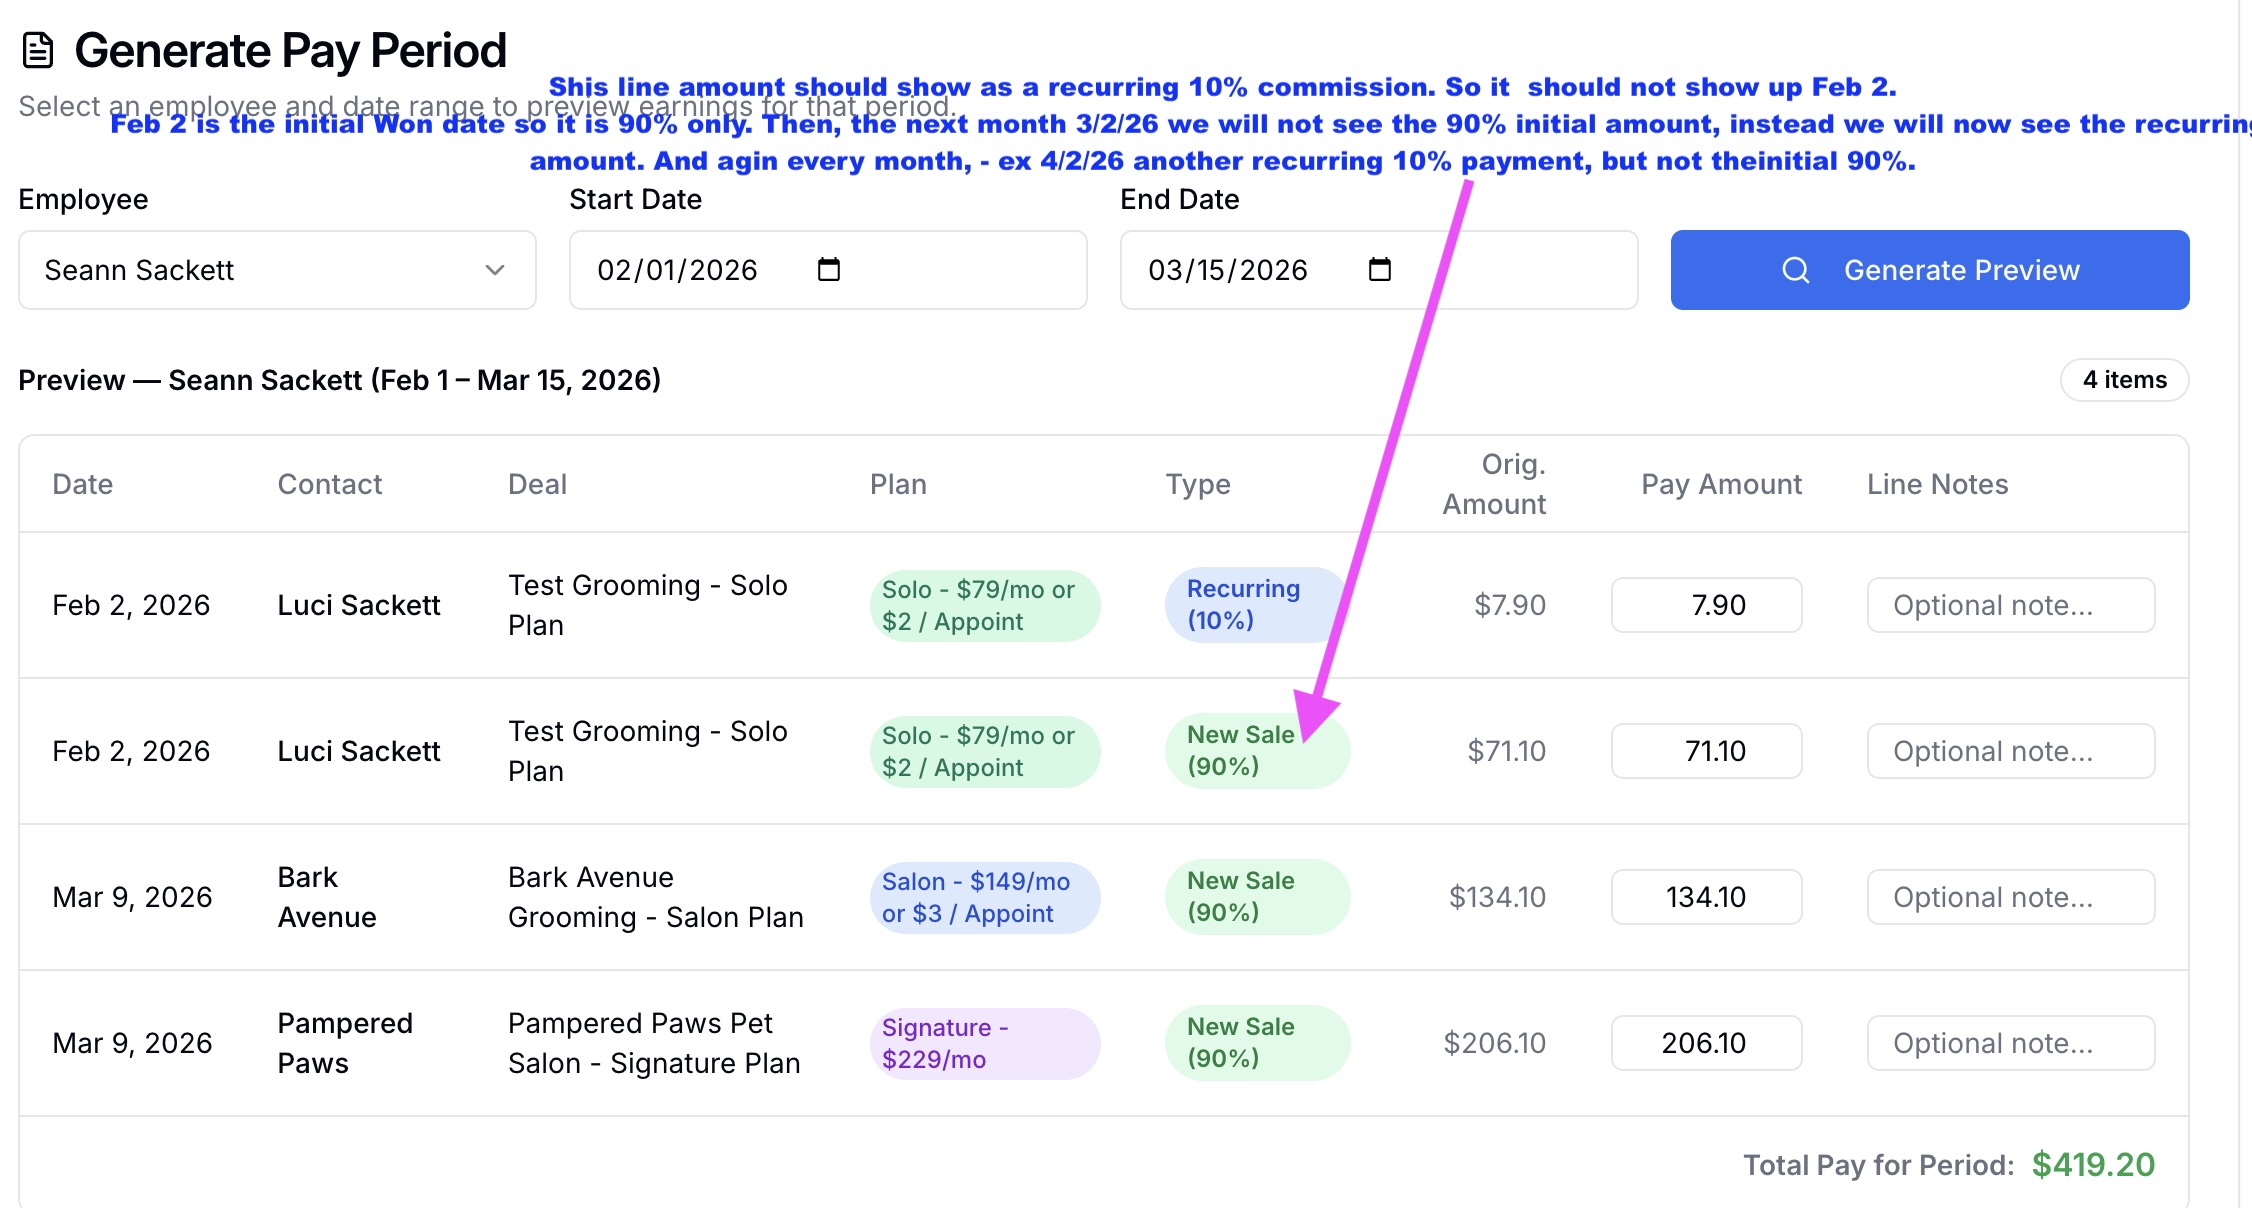 Generate Pay Period
Shis line amount should show as a recurring 10% commission. So it  should not show up Feb 2.
Select an employee and date range to preview earnings for that period.
Feb 2 is the initial Won date so it is 90% only. Then, the next month 3/2/26 we will not see the 90% initial amount, instead we will now see the recurring
amount. And agin every month, - ex 4/2/26 another recurring 10% payment, but not theinitial 90%.
Employee Start Date End Date
Seann Sackett 02/01/2026 03/15/2026 Generate Preview
Preview — Seann Sackett (Feb 1 – Mar 15, 2026) 4 items
Date Contact Deal Plan Type Orig. Amount Pay Amount Line Notes
Feb 2, 2026 Luci Sackett Test Grooming - Solo Plan Solo - $79/mo or $2 / Appoint Recurring (10%) $7.90 7.90 Optional note...
Feb 2, 2026 Luci Sackett Test Grooming - Solo Plan Solo - $79/mo or $2 / Appoint New Sale (90%) $71.10 71.10 Optional note...
Mar 9, 2026 Bark Avenue Bark Avenue Grooming - Salon Plan Salon - $149/mo or $3 / Appoint New Sale (90%) $134.10 134.10 Optional note...
Mar 9, 2026 Pampered Paws Pampered Paws Pet Salon - Signature Plan Signature - $229/mo New Sale (90%) $206.10 206.10 Optional note...
Total Pay for Period: $419.20